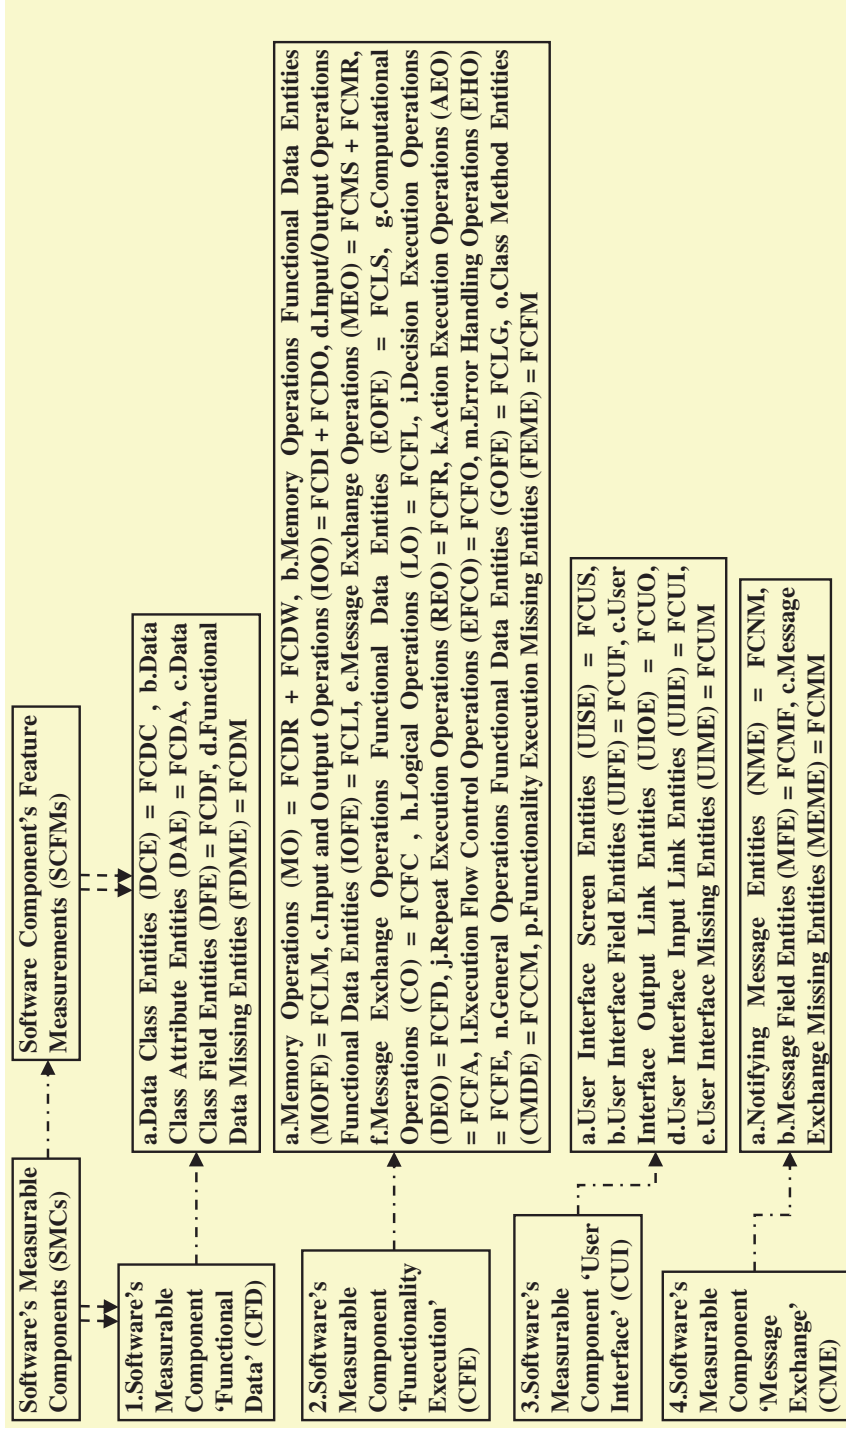 Software's Measurable
Components (SMCs)
Software Component's Feature
Measurements (SCFMs)
1.Software's
Measurable
Component
‘Functional
Data’ (CFD)
a.Data Class Entities (DCE) = FCDC , b.Data
Class Attribute Entities (DAE) = FCDA, c.Data
Class Field Entities (DFE) = FCDF, d.Functional
Data Missing Entities (FDME) = FCDM
2.Software's
Measurable
Component
‘Functionality
Execution’
(CFE)
a.Memory Operations (MO) = FCDR + FCDW, b.Memory Operations Functional Data Entities
(MOFE) = FCLM, c.Input and Output Operations (IOO) = FCDI + FCDO, d.Input/Output Operations
Functional Data Entities (IOFE) = FCLI, e.Message Exchange Operations (MEO) = FCMS + FCMR,
f.Message Exchange Operations Functional Data Entities (EOFE) = FCLS, g.Computational
Operations (CO) = FCFC , h.Logical Operations (LO) = FCFL, i.Decision Execution Operations
(DEO) = FCFD, j.Repeat Execution Operations (REO) = FCFR, k.Action Execution Operations (AEO)
= FCFA, l.Execution Flow Control Operations (EFCO) = FCFO, m.Error Handling Operations (EHO)
= FCFE, n.General Operations Functional Data Entities (GOFE) = FCLG, o.Class Method Entities
(CMDE) = FCCM, p.Functionality Execution Missing Entities (FEME) = FCFM
3.Software's
Measurable
Component ‘User
Interface’ (CUI)
a.User Interface Screen Entities (UISE) = FCUS,
b.User Interface Field Entities (UIFE) = FCUF, c.User
Interface Output Link Entities (UIOE) = FCUO,
d.User Interface Input Link Entities (UIIE) = FCUI,
e.User Interface Missing Entities (UIME) = FCUM
4.Software's
Measurable
Component
‘Message
Exchange’
(CME)
a.Notifying Message Entities (NME) = FCNM,
b.Message Field Entities (MFE) = FCMF, c.Message
Exchange Missing Entities (MEME) = FCMM